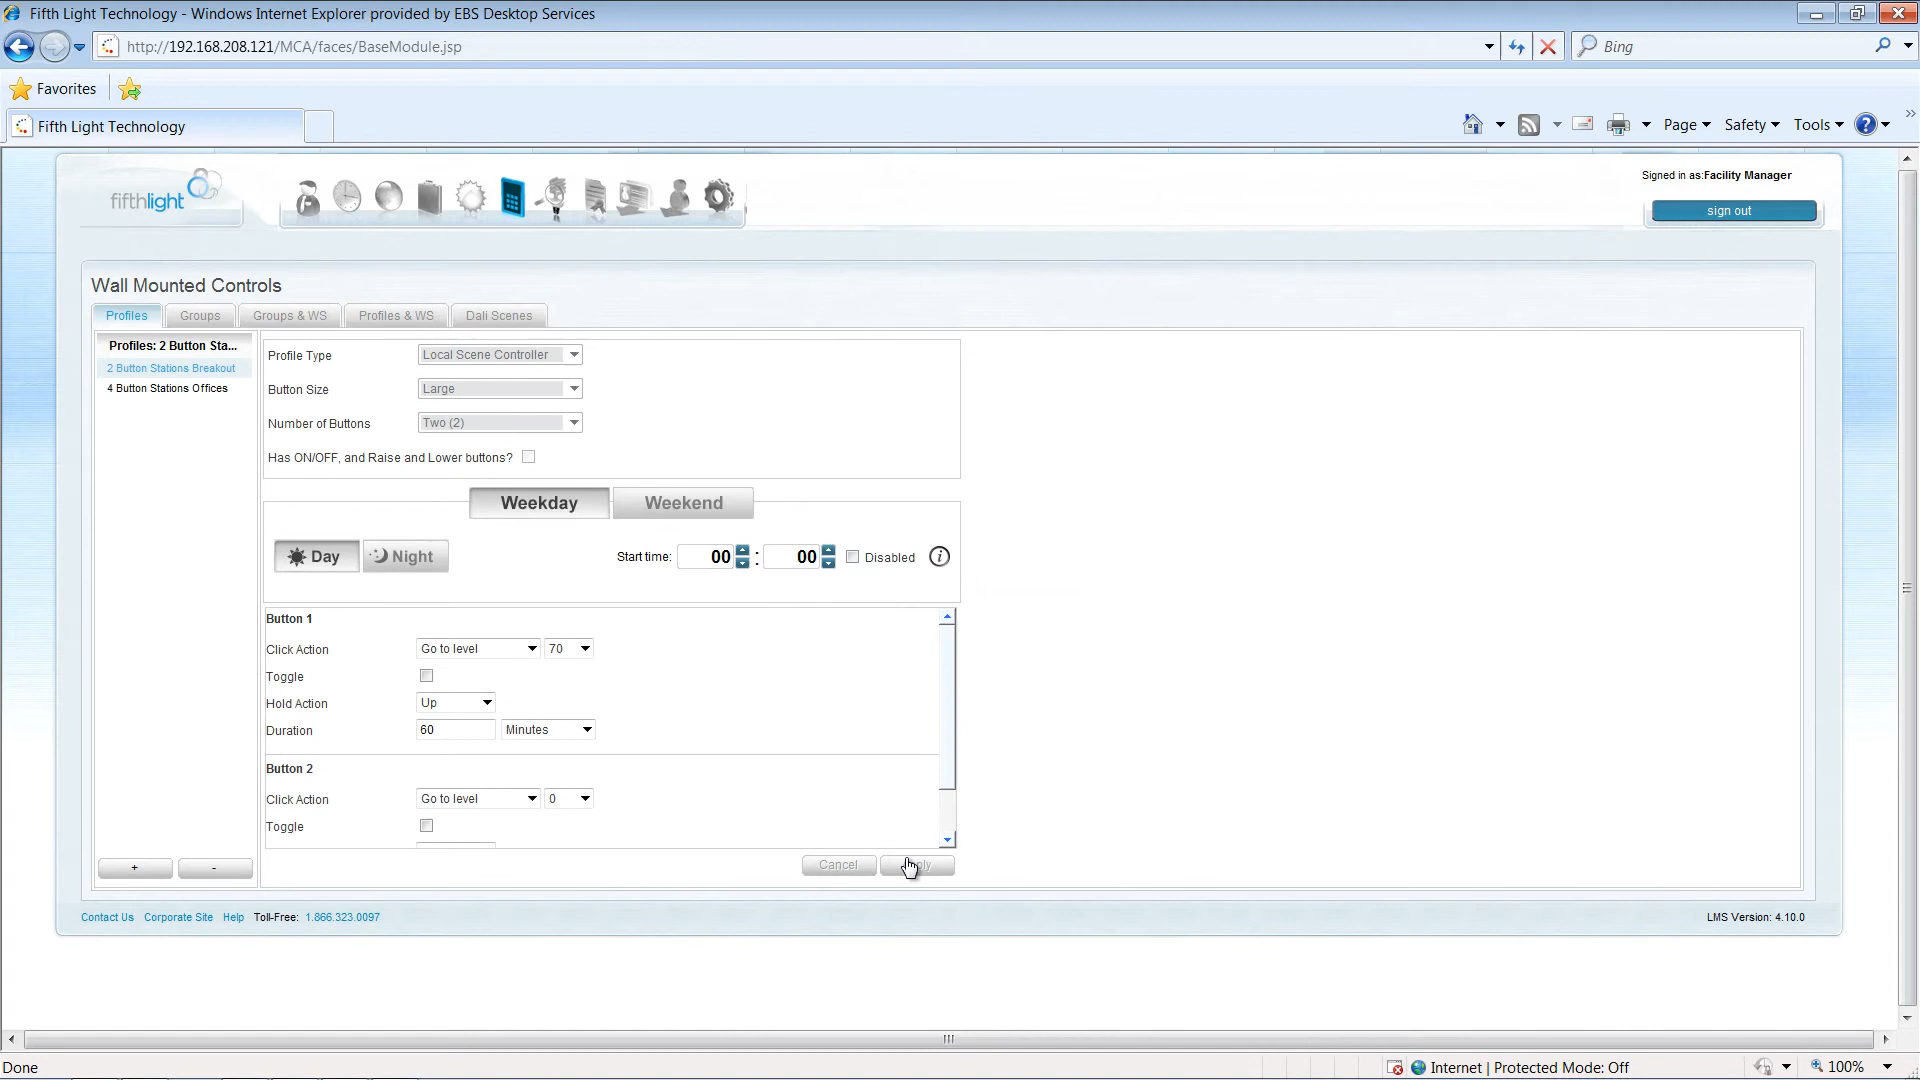 Fifth Light Technology - Windows Internet Explorer provided by EBS Desktop Services
http://192.168.208.121/MCA/faces/BaseModule.jsp
Bing
Favorites
Fifth Light Technology
Page Safety Tools
fifthlight
Signed in as:Facility Manager
sign out
Wall Mounted Controls
Profiles Groups Groups & WS Profiles & WS Dali Scenes
Profiles: 2 Button Sta...
2 Button Stations Breakout
4 Button Stations Offices
Profile Type Local Scene Controller
Button Size Large
Number of Buttons Two (2)
Has ON/OFF, and Raise and Lower buttons?
Weekday Weekend
Day Night Start time: 00 : 00 Disabled i
Button 1
Click Action Go to level 70
Toggle
Hold Action Up
Duration 60 Minutes
Button 2
Click Action Go to level 0
Toggle
+ -
Cancel
Contact Us Corporate Site Help Toll-Free: 1.866.323.0097
LMS Version: 4.10.0
Done
Internet | Protected Mode: Off
100%